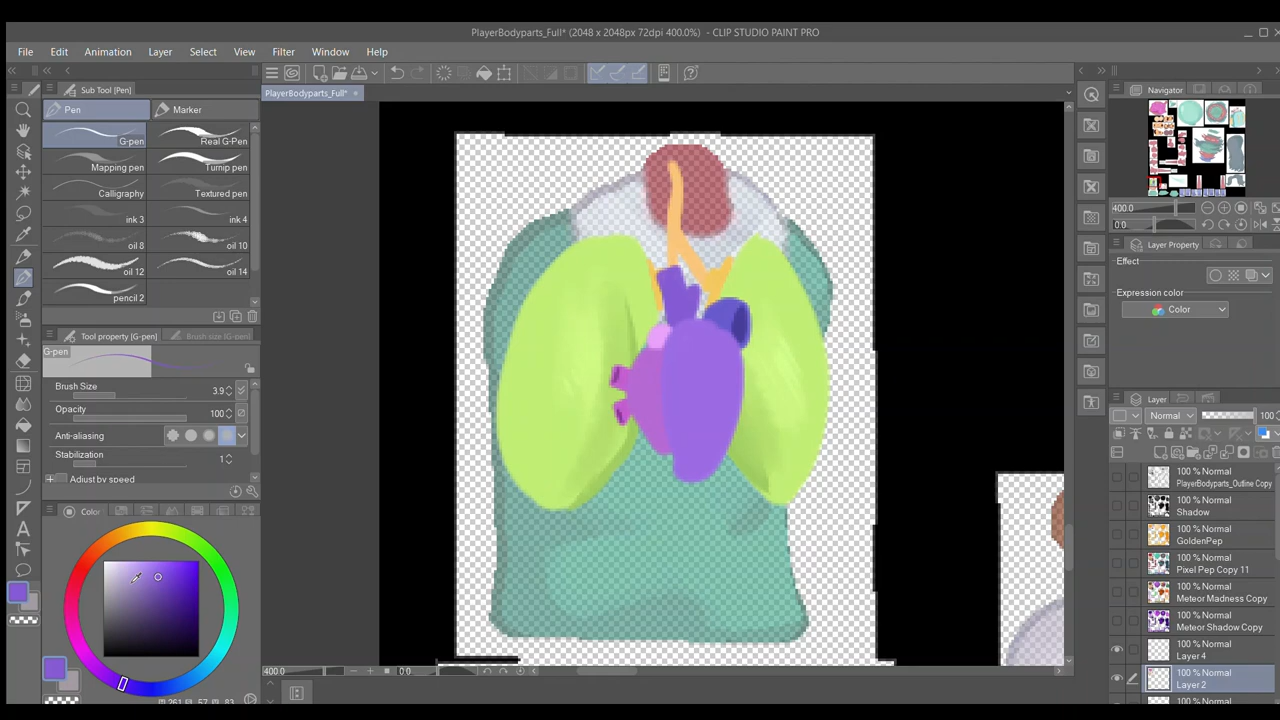 PlayerBodyparts_Full* (2048 x 2048px 72dpi 400.0%) - CLIP STUDIO PAINT PRO
File Edit Animation Layer Select View Filter Window Help
Sub Tool [Pen]
PlayerBodyparts_Full*
Navigator
Pen Marker
G-pen Real G-Pen
Mapping pen Turnip pen
Calligraphy Textured pen
ink 3 ink 4
oil 8 oil 10
oil 12 oil 14
pencil 2
400.0
0.0
Layer Property
Effect
Expression color
Color
Tool property [G-pen] Brush size [G-pen]
G-pen
Brush Size 3.9
Opacity 100
Anti-aliasing
Stabilization 1
Adjust by speed
Color
Layer
Normal 100
100 % Normal
PlayerBodyparts_Outline Copy
100 % Normal
Shadow
100 % Normal
GoldenPep
100 % Normal
Pixel Pep Copy 11
100 % Normal
Meteor Madness Copy
100 % Normal
Meteor Shadow Copy
100 % Normal
Layer 4
100 % Normal
Layer 2
100 % Normal
400.0 0.0
261 57 83